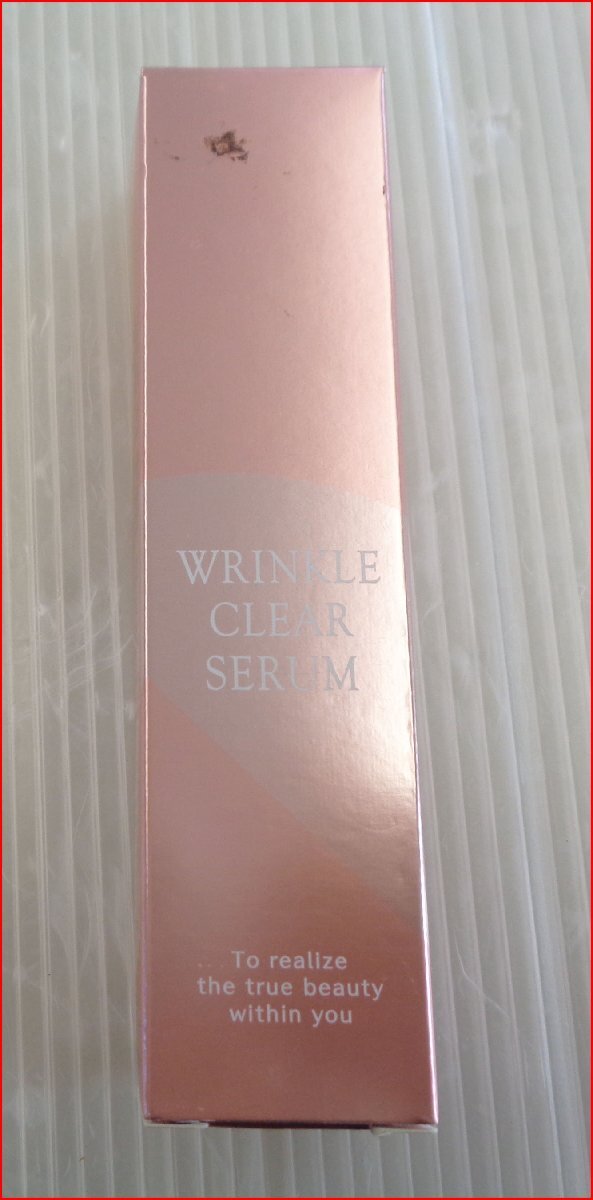 WRINKLE
CLEAR
SERUM
To realize
the true beauty
within you